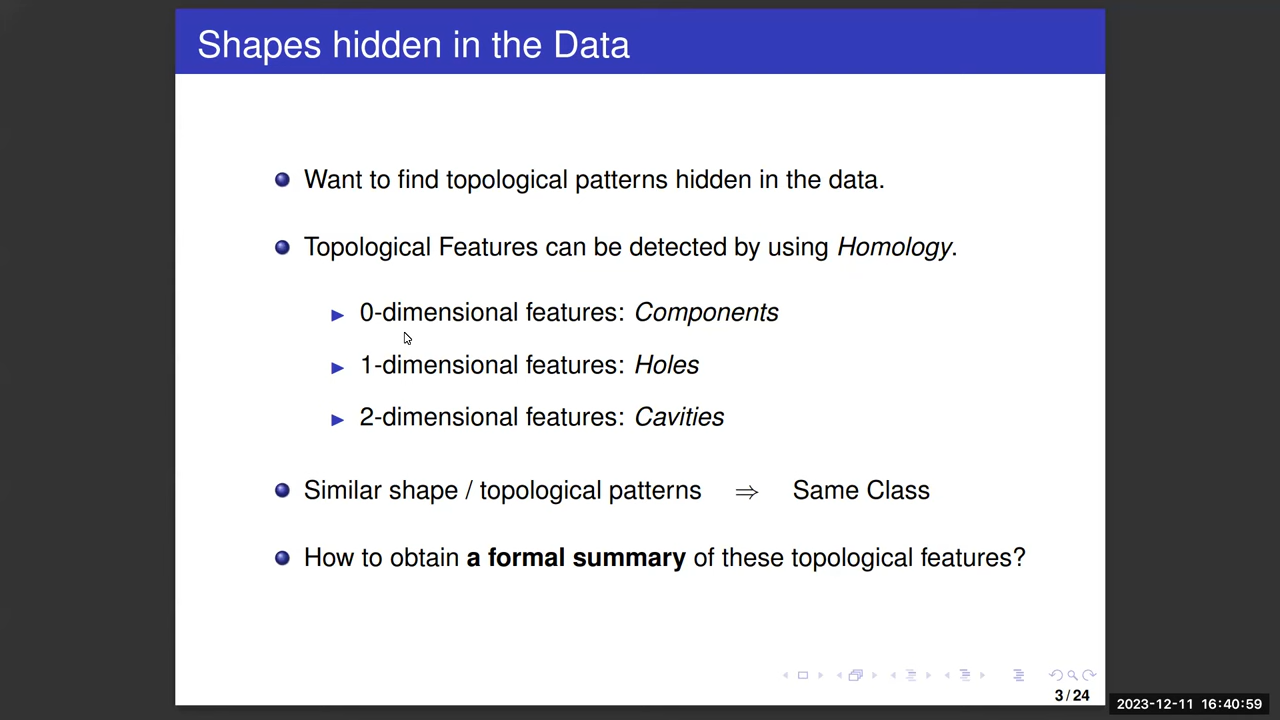 Shapes hidden in the Data
Want to find topological patterns hidden in the data.
Topological Features can be detected by using Homology.
0-dimensional features: Components
1-dimensional features: Holes
2-dimensional features: Cavities
Similar shape / topological patterns ⇒ Same Class
How to obtain a formal summary of these topological features?
3 / 24
2023-12-11 16:40:59